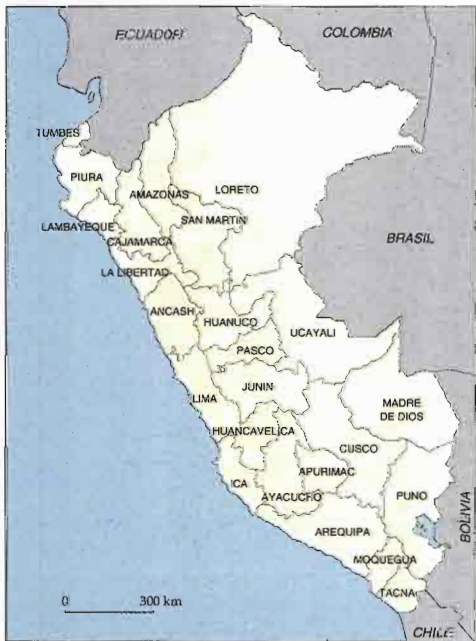 ECUADOR
COLOMBIA
TUMBES
PIURA
AMAZONAS
LORETO
LAMBAYEQUE
SAN MARTIN
CAJAMARCA
BRASIL
LA LIBERTAD
ANCASH
HUANUCO
UCAYALI
PASCO
JUNIN
LIMA
MADRE
DE DIOS
HUANCAVELICA
CUSCO
ICA
APURIMAC
AYACUCHO
PUNO
AREQUIPA
BOLIVIA
MOQUEGUA
TACNA
0 300 km
CHILE